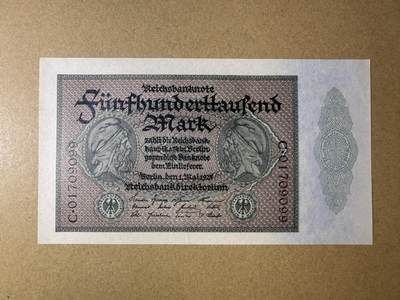 Reichsbanknote
Fünfhunderttausend
Mark
zahlt die Reichsbank-
hauptkasse in Berlin
gegen diese Banknote
dem Einlieferer.
Berlin, den 1. Mai 1923
Reichsbankdirektorium
C·01709099
C·01709099